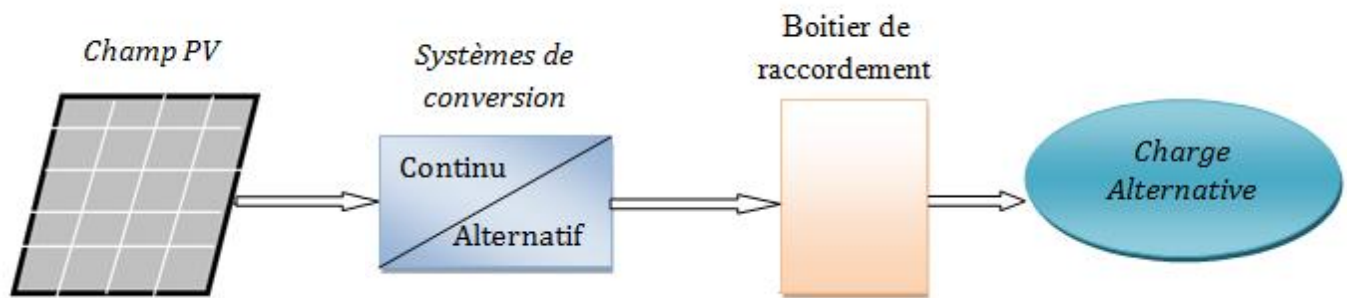 Champ PV
Systèmes de
conversion
Continu
Alternatif
Boitier de
raccordement
Charge
Alternative